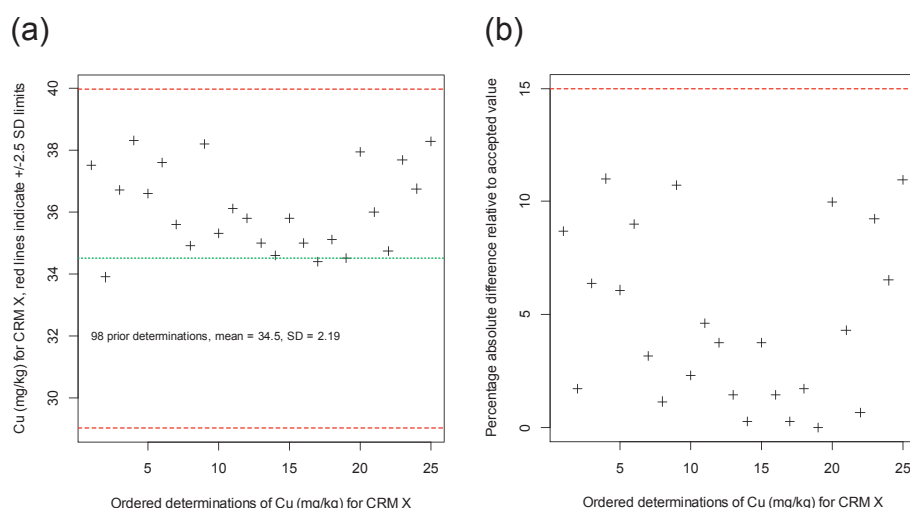 (a)
(b)
Cu (mg/kg) for CRM X, red lines indicate +/-2.5 SD limits
40
38
36
34
32
30
98 prior determinations, mean = 34.5, SD = 2.19
5
10
15
20
25
Ordered determinations of Cu (mg/kg) for CRM X
Percentage absolute difference relative to accepted value
15
10
5
0
5
10
15
20
25
Ordered determinations of Cu (mg/kg) for CRM X